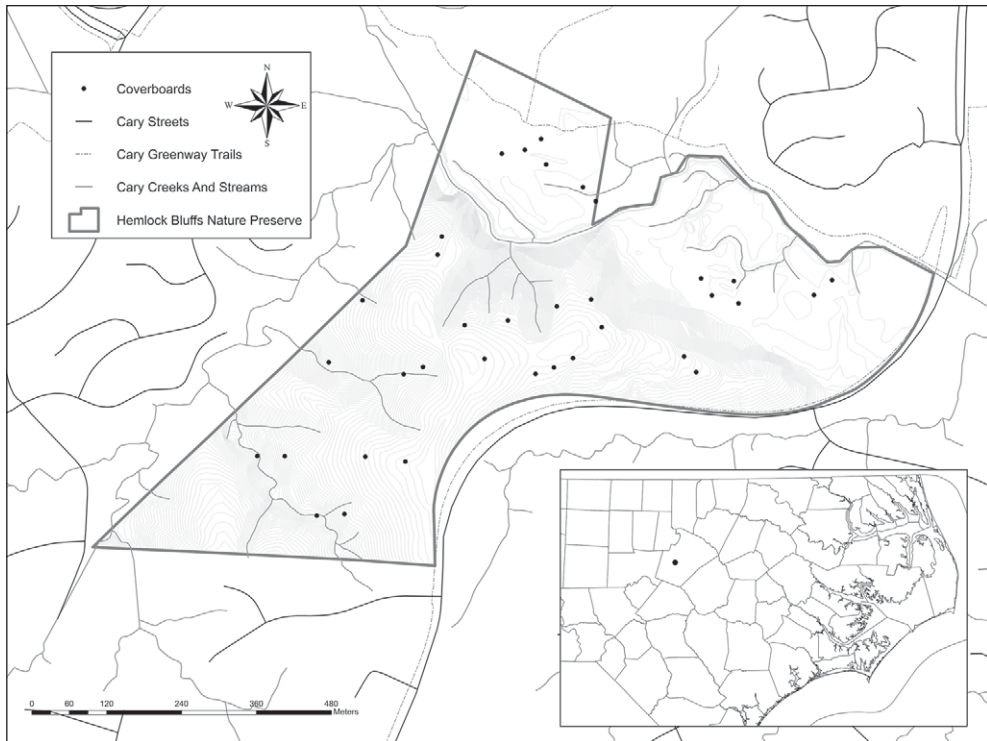 N
W E
S
Coverboards
Cary Streets
Cary Greenway Trails
Cary Creeks And Streams
Hemlock Bluffs Nature Preserve
0 60 120 240 360 480
Meters